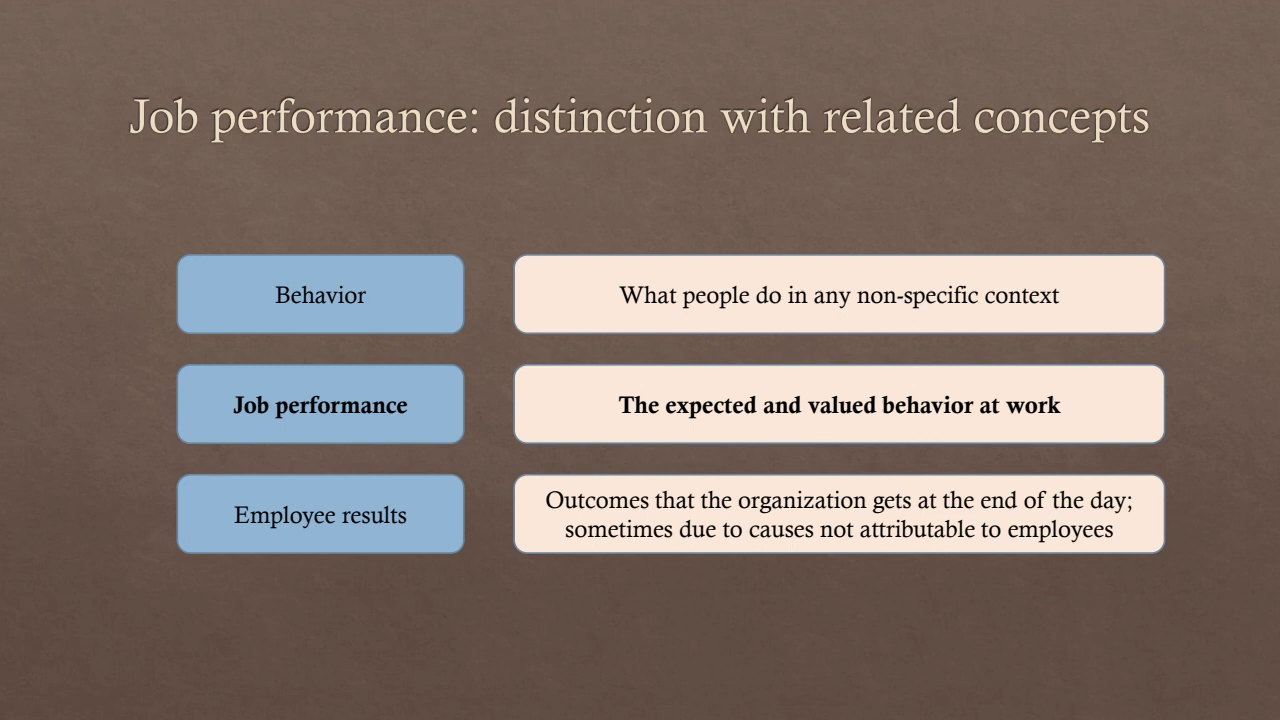 Job performance: distinction with related concepts
Behavior
What people do in any non-specific context
Job performance
The expected and valued behavior at work
Employee results
Outcomes that the organization gets at the end of the day;
sometimes due to causes not attributable to employees